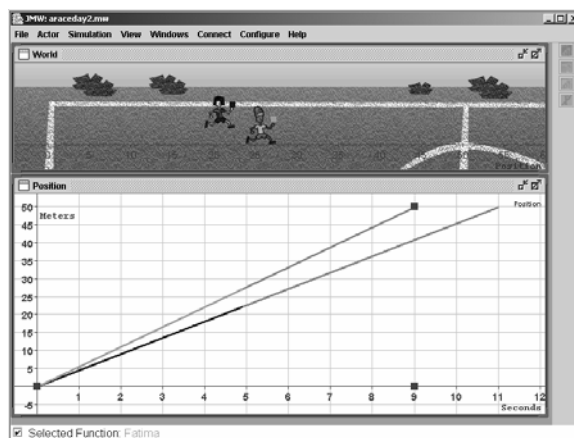 JMW: araceday2.mw
File Actor Simulation View Windows Connect Configure Help
World
Position
Position
Position
50
Meters
45
40
35
30
25
20
15
10
5
-5
1 2 3 4 5 6 7 8 9 10 11 12
Seconds
Selected Function: Fatima